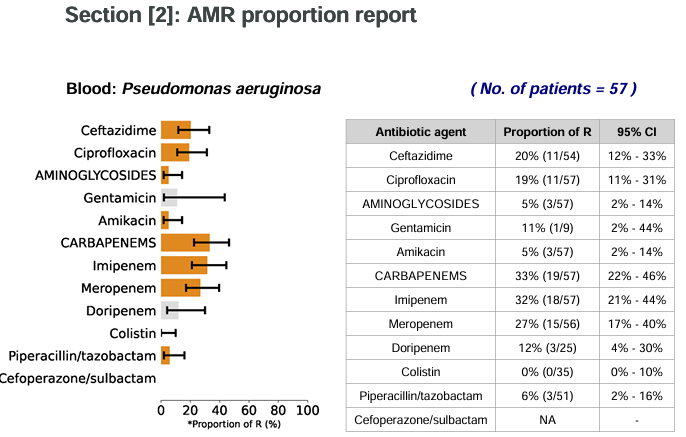 Section [2]: AMR proportion report
Blood: Pseudomonas aeruginosa
( No. of patients = 57 )
Ceftazidime
Ciprofloxacin
AMINOGLYCOSIDES
Gentamicin
Amikacin
CARBAPENEMS
Imipenem
Meropenem
Doripenem
Colistin
Piperacillin/tazobactam
Cefoperazone/sulbactam
0 20 40 60 80 100
*Proportion of R (%)
Antibiotic agent Proportion of R 95% CI
Ceftazidime 20% (11/54) 12% - 33%
Ciprofloxacin 19% (11/57) 11% - 31%
AMINOGLYCOSIDES 5% (3/57) 2% - 14%
Gentamicin 11% (1/9) 2% - 44%
Amikacin 5% (3/57) 2% - 14%
CARBAPENEMS 33% (19/57) 22% - 46%
Imipenem 32% (18/57) 21% - 44%
Meropenem 27% (15/56) 17% - 40%
Doripenem 12% (3/25) 4% - 30%
Colistin 0% (0/35) 0% - 10%
Piperacillin/tazobactam 6% (3/51) 2% - 16%
Cefoperazone/sulbactam NA -